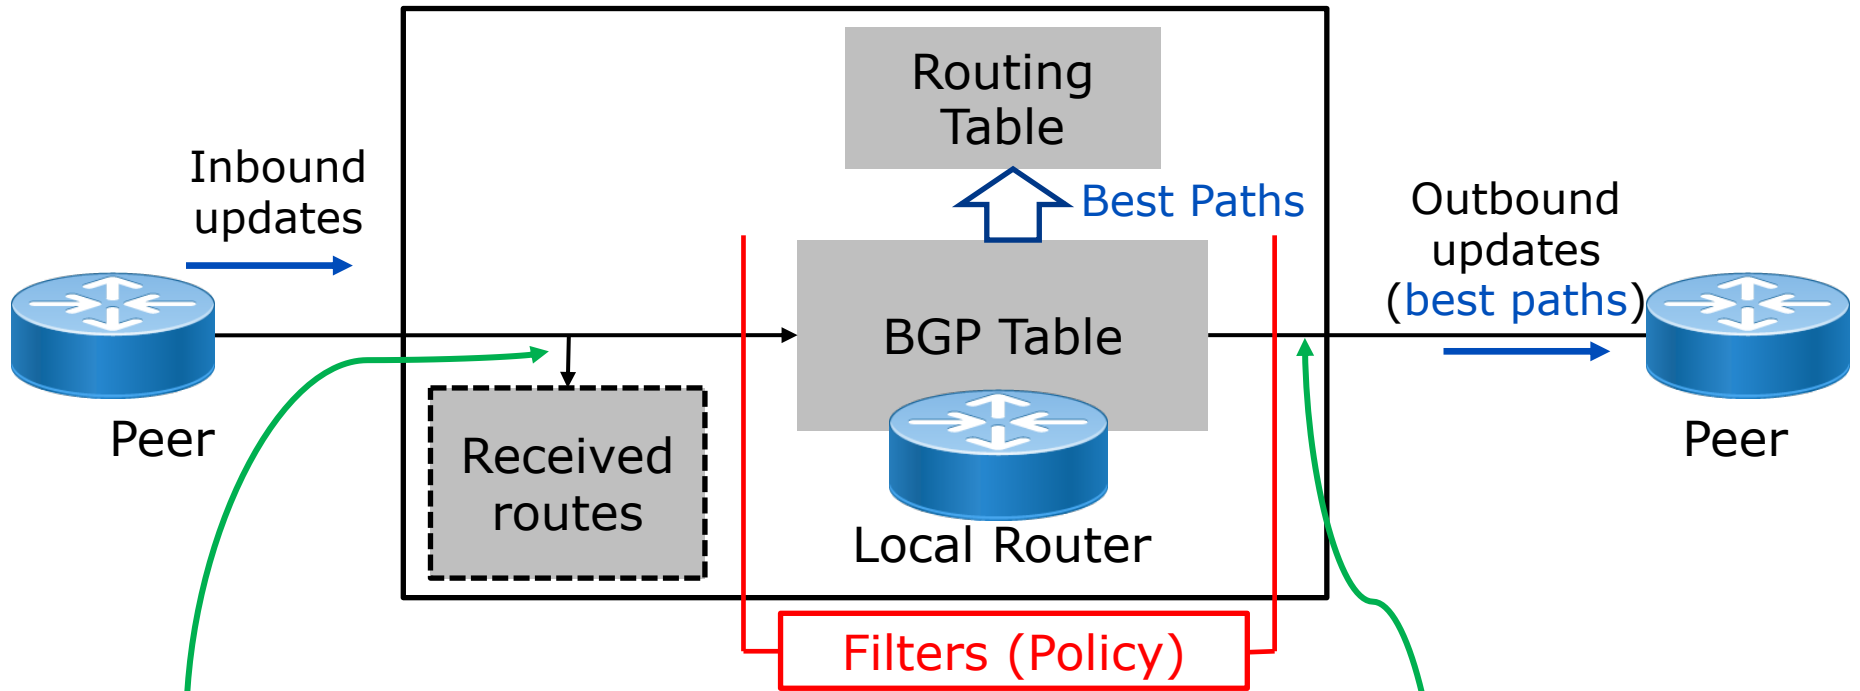 Routing
Table
Inbound
updates
Best Paths
Outbound
updates
(best paths)
BGP Table
Peer
Peer
Received
routes
Local Router
Filters (Policy)